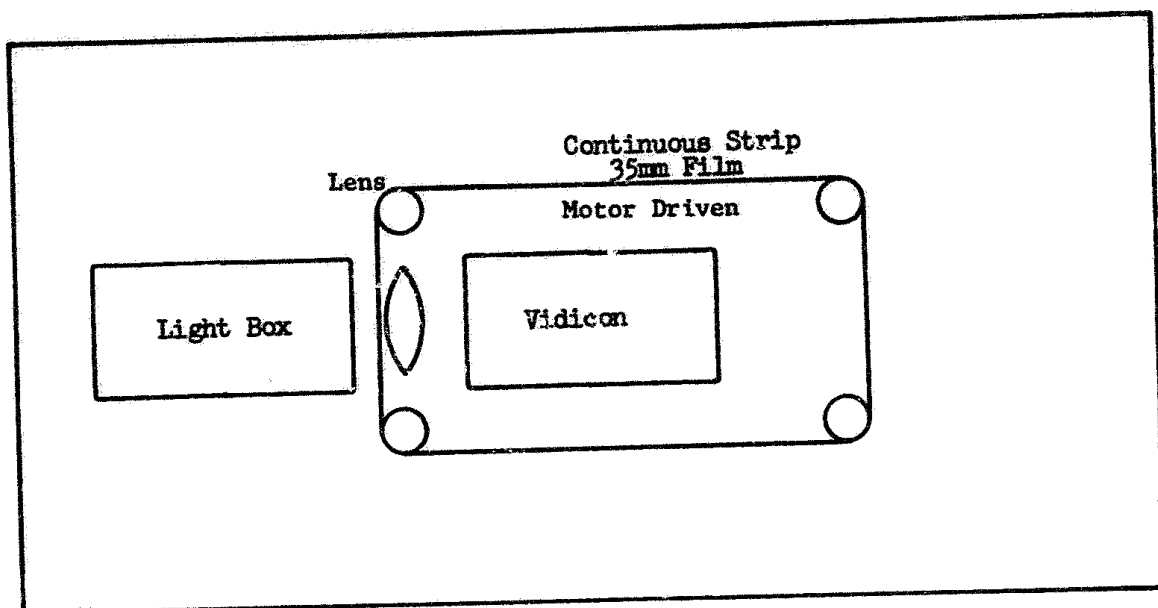 Continuous Strip
35mm Film
Lens
Motor Driven
Light Box
Vidicon